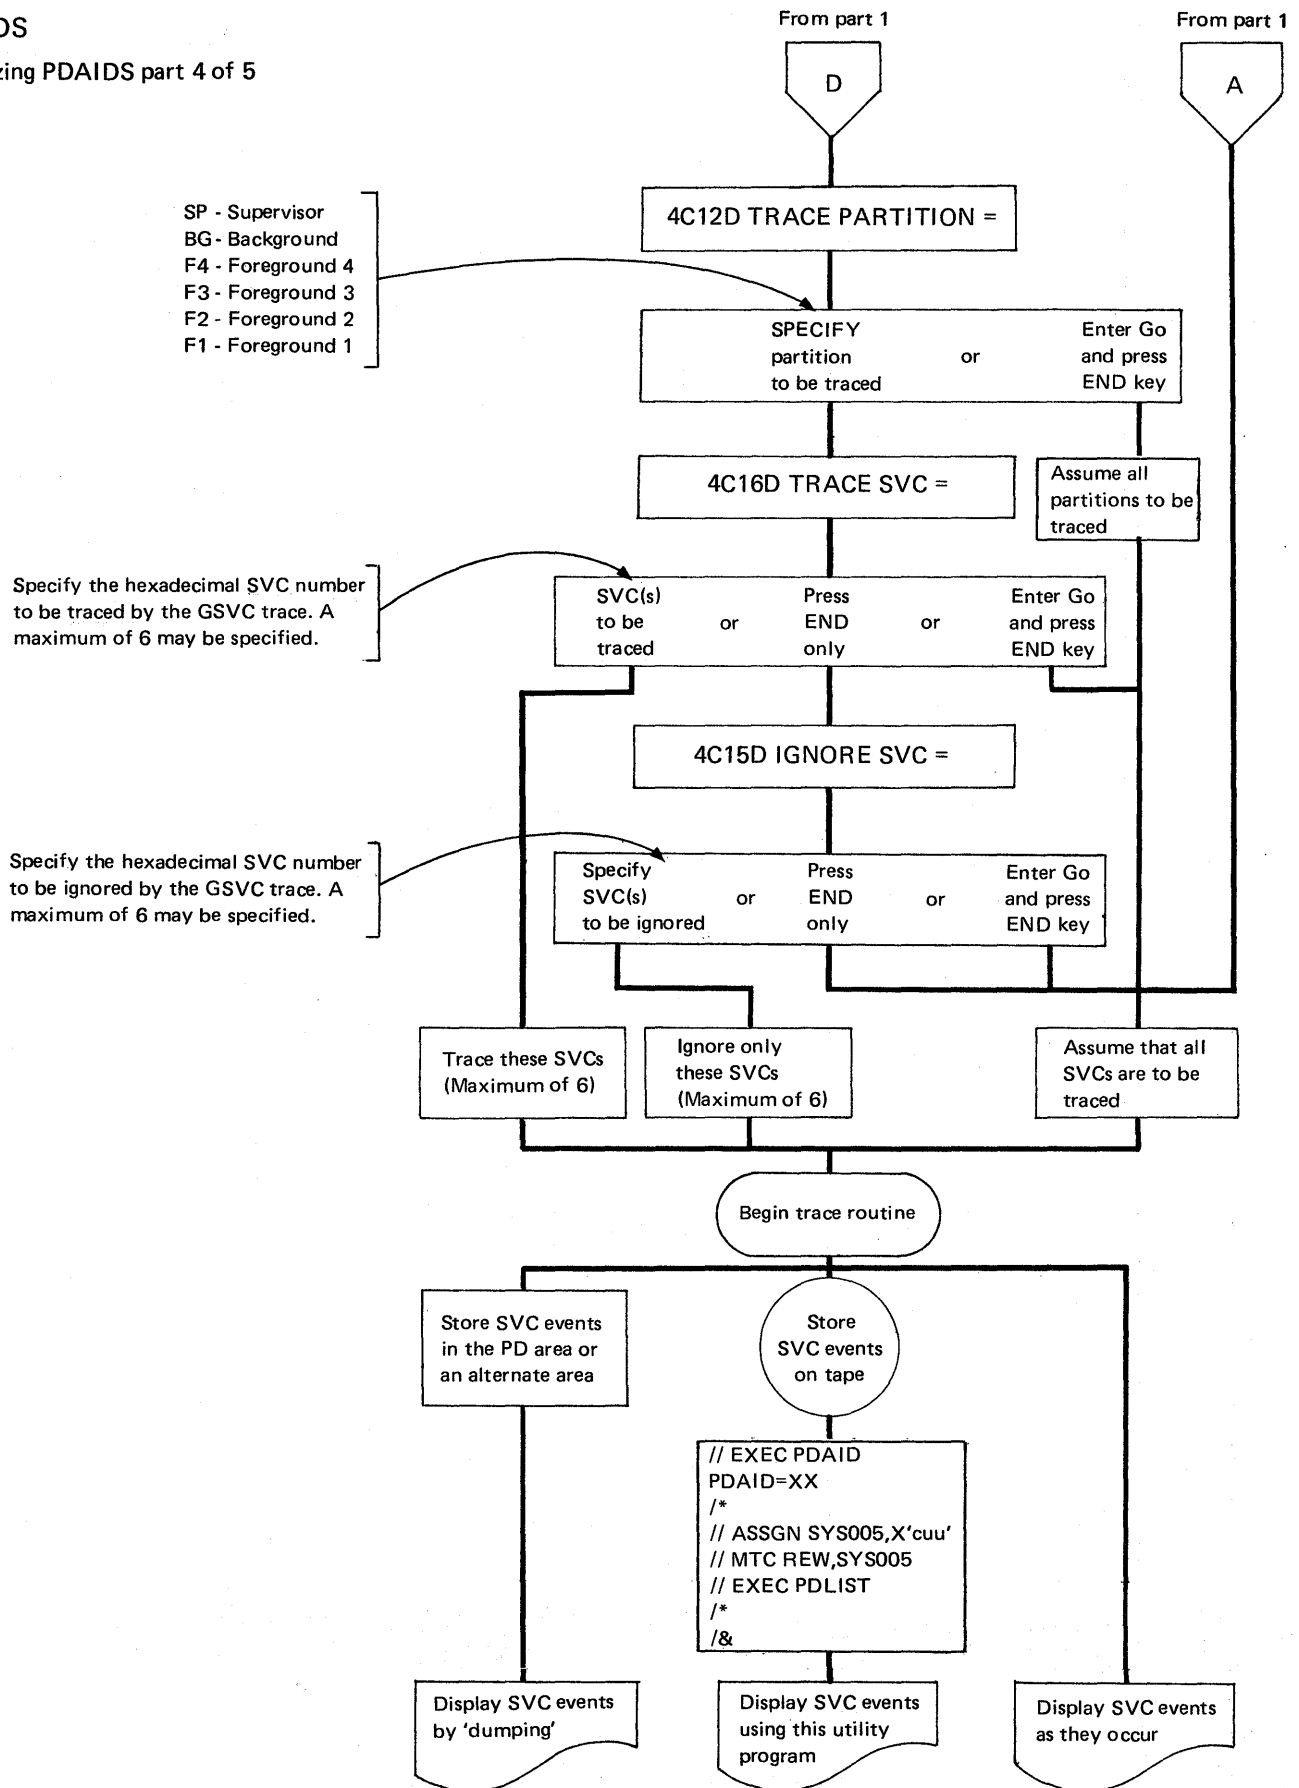 DS
zing PDAIDS part 4 of 5
From part 1
From part 1
D
A
4C12D TRACE PARTITION =
SP - Supervisor
BG - Background
F4 - Foreground 4
F3 - Foreground 3
F2 - Foreground 2
F1 - Foreground 1
SPECIFY
partition
to be traced
or
Enter Go
and press
END key
4C16D TRACE SVC =
Assume all
partitions to be
traced
Specify the hexadecimal SVC number
to be traced by the GSVC trace. A
maximum of 6 may be specified.
SVC(s)
to be
traced
or
Press
END
only
or
Enter Go
and press
END key
4C15D IGNORE SVC =
Specify the hexadecimal SVC number
to be ignored by the GSVC trace. A
maximum of 6 may be specified.
Specify
SVC(s)
to be ignored
or
Press
END
only
or
Enter Go
and press
END key
Trace these SVCs
(Maximum of 6)
Ignore only
these SVCs
(Maximum of 6)
Assume that all
SVCs are to be
traced
Begin trace routine
Store SVC events
in the PD area or
an alternate area
Store
SVC events
on tape
// EXEC PDAID
PDAID=XX
/*
// ASSGN SYS005,X'cuu'
// MTC REW,SYS005
// EXEC PDLIST
/*
/&
Display SVC events
by 'dumping'
Display SVC events
using this utility
program
Display SVC events
as they occur